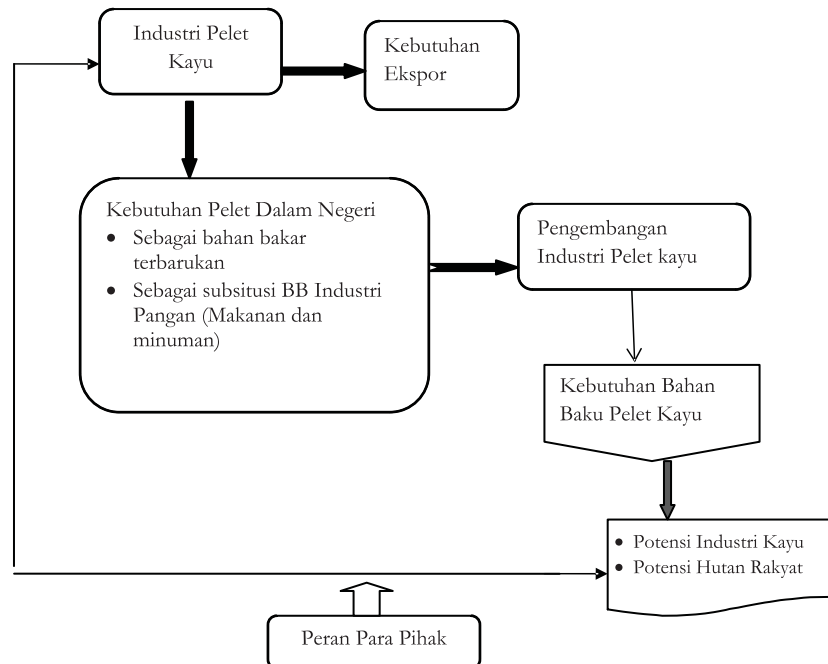 Industri Pelet
Kayu
Kebutuhan
Ekspor
Kebutuhan Pelet Dalam Negeri
• Sebagai bahan bakar
terbarukan
• Sebagai subsitusi BB Industri
Pangan (Makanan dan
minuman)
Pengembangan
Industri Pelet kayu
Kebutuhan Bahan
Baku Pelet Kayu
• Potensi Industri Kayu
• Potensi Hutan Rakyat
Peran Para Pihak